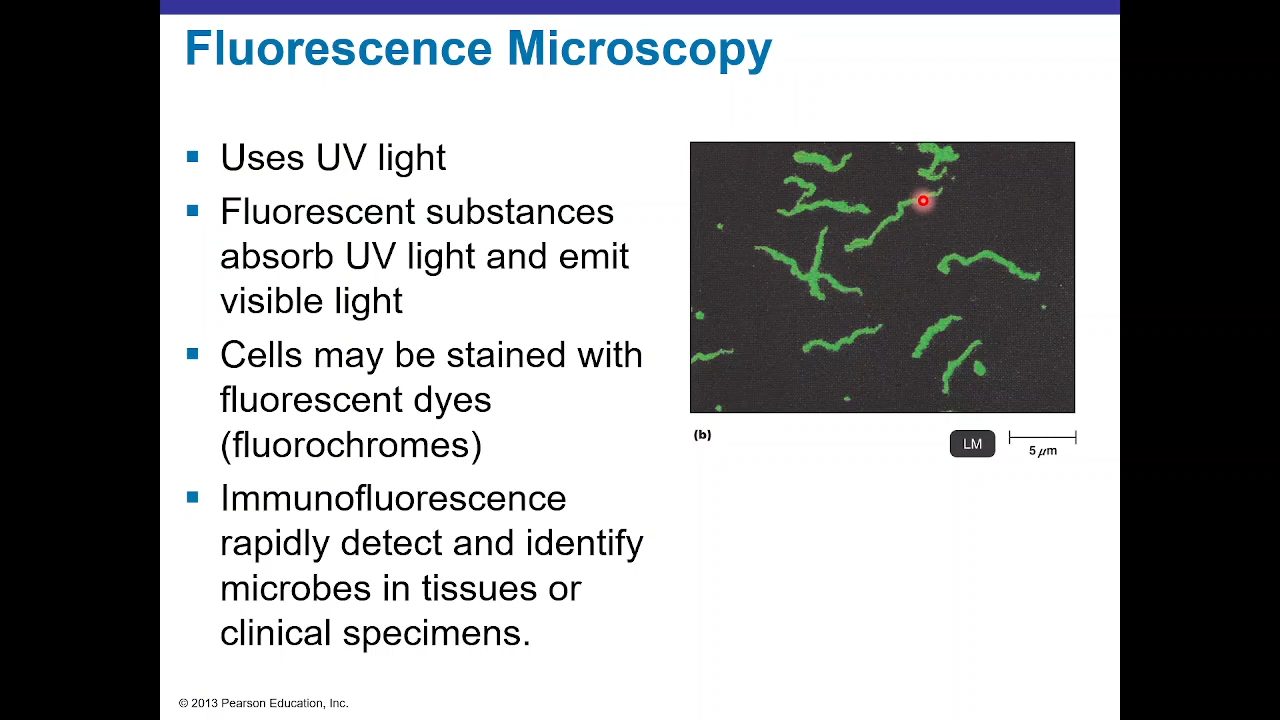 Fluorescence Microscopy
▪ Uses UV light
▪ Fluorescent substances
absorb UV light and emit
visible light
▪ Cells may be stained with
fluorescent dyes
(fluorochromes)
▪ Immunofluorescence
rapidly detect and identify
microbes in tissues or
clinical specimens.
(b)
LM
5 μm
© 2013 Pearson Education, Inc.